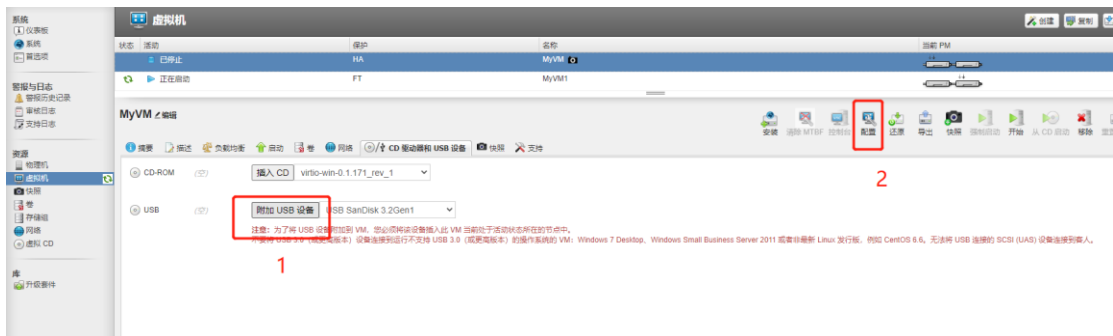 系统
仪表板
系统
首选项
警报与日志
警报历史记录
审核日志
支持日志
资源
物理机
虚拟机
快照
卷
存储组
网络
虚拟 CD
库
升级套件
虚拟机
创建 复制
状态 活动 保护 名称 当前 PM
已停止 HA MyVM
正在启动 FT MyVM1
MyVM 编辑
安装 清除 MTBF 控制台 配置 还原 导出 快照 强制启动 开始 从 CD 启动 移除
2
摘要 描述 负载均衡 启动 卷 网络 CD 驱动器和 USB 设备 快照 支持
CD-ROM (空) 插入 CD virtio-win-0.1.171_rev_1
USB (空) 附加 USB 设备 USB SanDisk 3.2Gen1
注意：为了将 USB 设备附加到 VM，您必须将该设备插入此 VM 当前处于活动状态所在的节点中。
不要将 USB 3.0（或更高版本）设备连接到运行不支持 USB 3.0（或更高版本）的操作系统的 VM：Windows 7 Desktop、Windows Small Business Server 2011 或者非最新 Linux 发行版，例如 CentOS 6.6。无法将 USB 连接的 SCSI (UAS) 设备连接到客人。
1